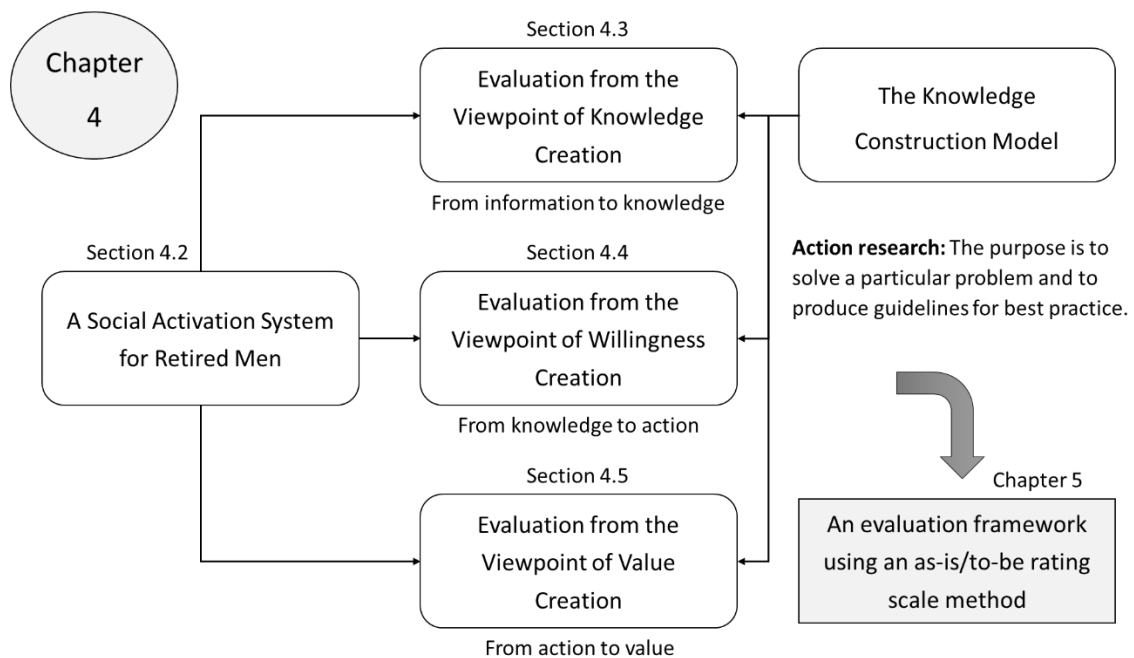 Chapter
4
Section 4.3
Evaluation from the
Viewpoint of Knowledge
Creation
From information to knowledge
The Knowledge
Construction Model
Section 4.2
A Social Activation System
for Retired Men
Section 4.4
Evaluation from the
Viewpoint of Willingness
Creation
From knowledge to action
Action research: The purpose is to
solve a particular problem and to
produce guidelines for best practice.
Section 4.5
Evaluation from the
Viewpoint of Value
Creation
From action to value
Chapter 5
An evaluation framework
using an as-is/to-be rating
scale method